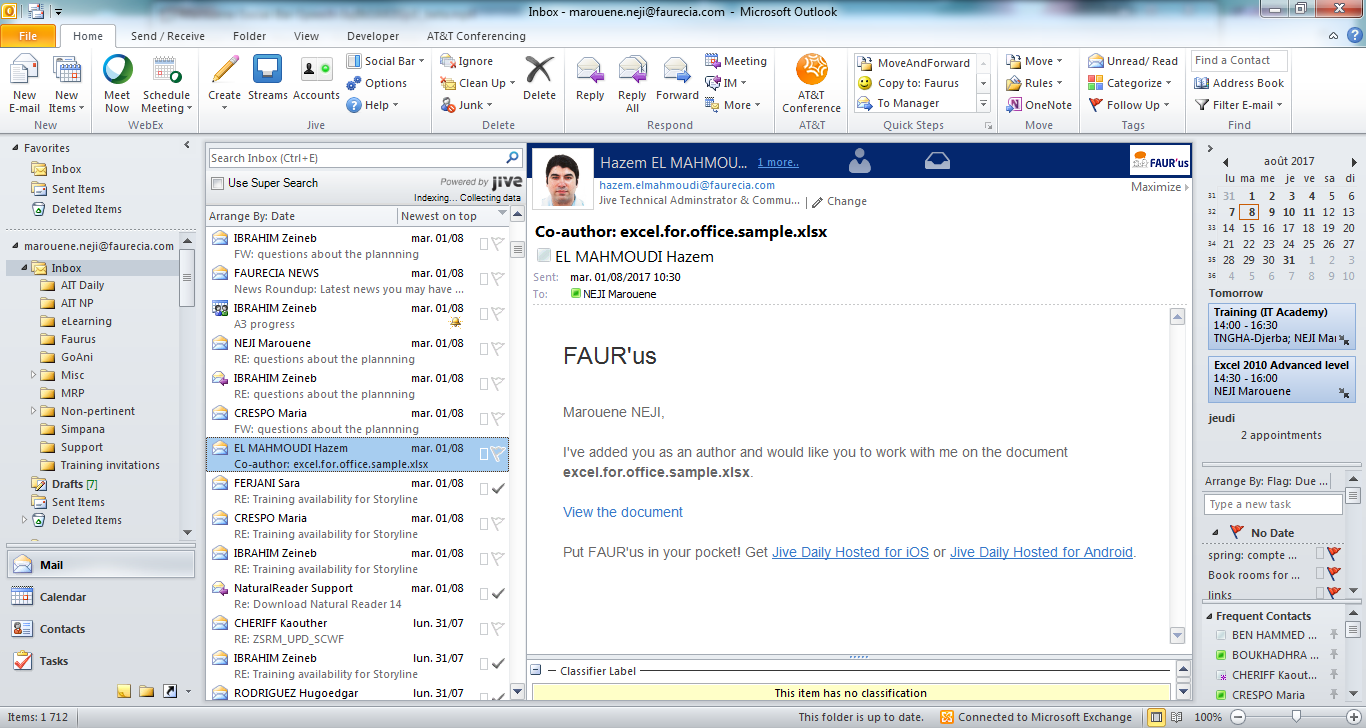 Inbox - marouene.neji@faurecia.com - Microsoft Outlook
File Home Send / Receive Folder View Developer AT&T Conferencing
New E-mail
New Items
New
Meet Now
Schedule Meeting
WebEx
Create
Streams
Accounts
Social Bar
Options
Help
Jive
Ignore
Clean Up
Junk
Delete
Delete
Reply
Reply All
Forward
Meeting
IM
More
Respond
AT&T Conference
AT&T
MoveAndForward
Copy to: Faurus
To Manager
Quick Steps
Move
Rules
OneNote
Move
Unread/ Read
Categorize
Follow Up
Tags
Find a Contact
Address Book
Filter E-mail
Find
Favorites
Inbox
Sent Items
Deleted Items
marouene.neji@faurecia.com
Inbox
AIT Daily
AIT NP
eLearning
Faurus
GoAni
Misc
MRP
Non-pertinent
Simpana
Support
Training invitations
Drafts [7]
Sent Items
Deleted Items
Mail
Calendar
Contacts
Tasks
Search Inbox (Ctrl+E)
Use Super Search
Powered by jive
Indexing... Collecting data
Arrange By: Date Newest on top
IBRAHIM Zeineb mar. 01/08
FW: questions about the plannning
FAURECIA NEWS mar. 01/08
News Roundup: Latest news you may have ...
IBRAHIM Zeineb mar. 01/08
A3 progress
NEJI Marouene mar. 01/08
RE: questions about the plannning
IBRAHIM Zeineb mar. 01/08
RE: questions about the plannning
CRESPO Maria mar. 01/08
FW: questions about the plannning
EL MAHMOUDI Hazem mar. 01/08
Co-author: excel.for.office.sample.xlsx
FERJANI Sara mar. 01/08
RE: Training availability for Storyline
CRESPO Maria mar. 01/08
RE: Training availability for Storyline
IBRAHIM Zeineb mar. 01/08
RE: Training availability for Storyline
NaturalReader Support mar. 01/08
Re: Download Natural Reader 14
CHERIFF Kaouther lun. 31/07
RE: ZSRM_UPD_SCWF
IBRAHIM Zeineb lun. 31/07
RE: Training availability for Storyline
RODRIGUEZ Hugoedgar lun. 31/07
Hazem EL MAHMOU... 1 more..
FAUR'us
hazem.elmahmoudi@faurecia.com
Maximize
Jive Technical Adminstrator & Commu... | Change
Co-author: excel.for.office.sample.xlsx
EL MAHMOUDI Hazem
Sent: mar. 01/08/2017 10:30
To: NEJI Marouene
FAUR'us
Marouene NEJI,
I've added you as an author and would like you to work with me on the document
excel.for.office.sample.xlsx.
View the document
Put FAUR'us in your pocket! Get Jive Daily Hosted for iOS or Jive Daily Hosted for Android.
Classifier Label
This item has no classification
août 2017
lu ma me je ve sa di
31 31 1 2 3 4 5 6
32 7 8 9 10 11 12 13
33 14 15 16 17 18 19 20
34 21 22 23 24 25 26 27
35 28 29 30 31 1 2 3
36 4 5 6 7 8 9 10
Tomorrow
Training (IT Academy)
14:00 - 16:30
TNGHA-Djerba; NEJI Mar
Excel 2010 Advanced level
14:30 - 16:00
NEJI Marouene
jeudi
2 appointments
Arrange By: Flag: Due ...
Type a new task
No Date
spring: compte ...
Book rooms for ...
links
Frequent Contacts
BEN HAMMED ...
BOUKHADHRA ...
CHERIFF Kaout...
CRESPO Maria
Items: 1 712
This folder is up to date. Connected to Microsoft Exchange 100%